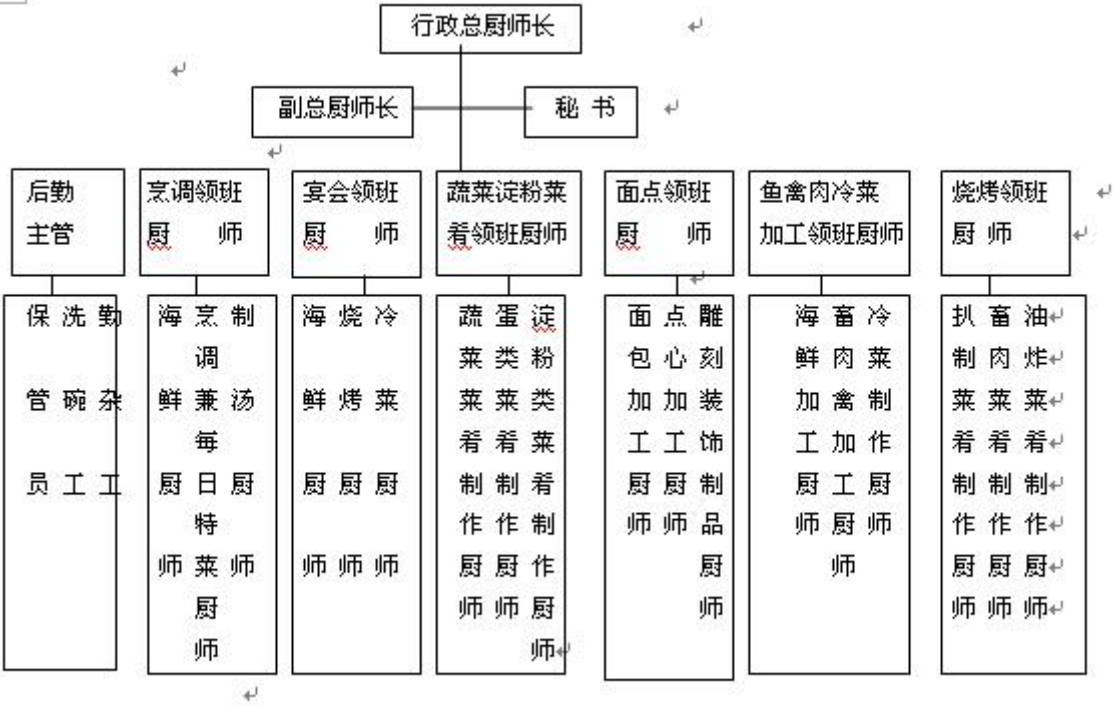 行政总厨师长
副总厨师长
秘 书
后勤
主管
烹调领班
厨 师
宴会领班
厨 师
蔬菜淀粉菜
肴领班厨师
面点领班
厨 师
鱼禽肉冷菜
加工领班厨师
烧烤领班
厨 师
保管员
洗碗工
勤杂工
海鲜厨师
烹调兼每日特菜厨师
制汤厨师
海鲜厨师
烧烤厨师
冷菜厨师
蔬菜菜肴制作厨师
蛋类菜肴制作厨师
淀粉类菜肴制作厨师
面包加工厨师
点心加工厨师
雕刻装饰制品厨师
海鲜加工厨师
畜肉禽加工厨师
冷菜制作厨师
扒制菜肴制作厨师
畜肉菜肴制作厨师
油炸菜肴制作厨师